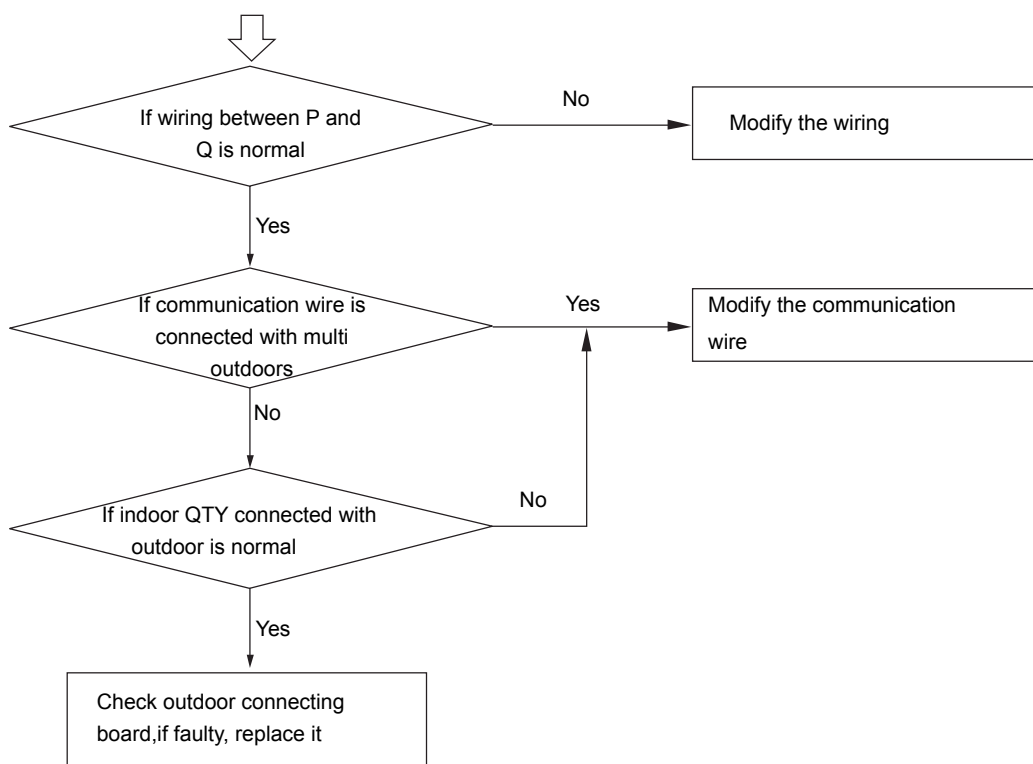 If wiring between P and
Q is normal
No
Modify the wiring
Yes
If communication wire is
connected with multi
outdoors
Yes
Modify the communication
wire
No
If indoor QTY connected with
outdoor is normal
No
Yes
Check outdoor connecting
board,if faulty, replace it